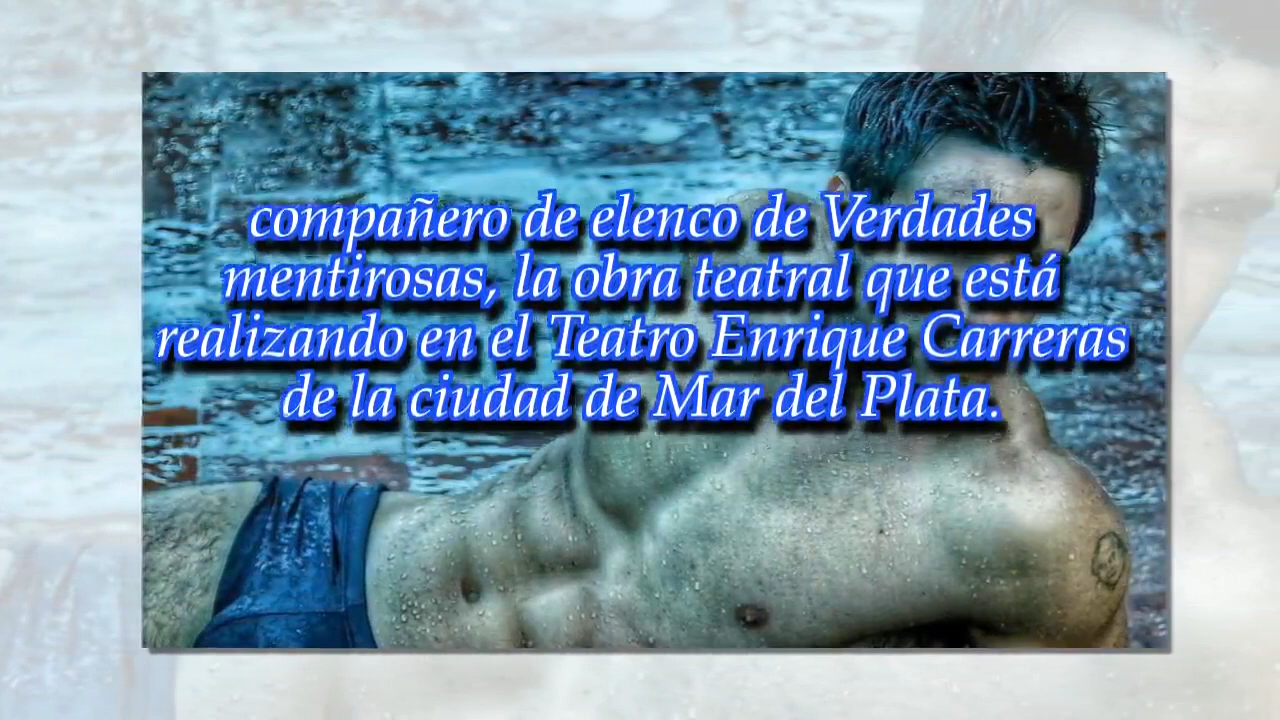 compañero de elenco de Verdades
mentirosas, la obra teatral que está
realizando en el Teatro Enrique Carreras
de la ciudad de Mar del Plata.